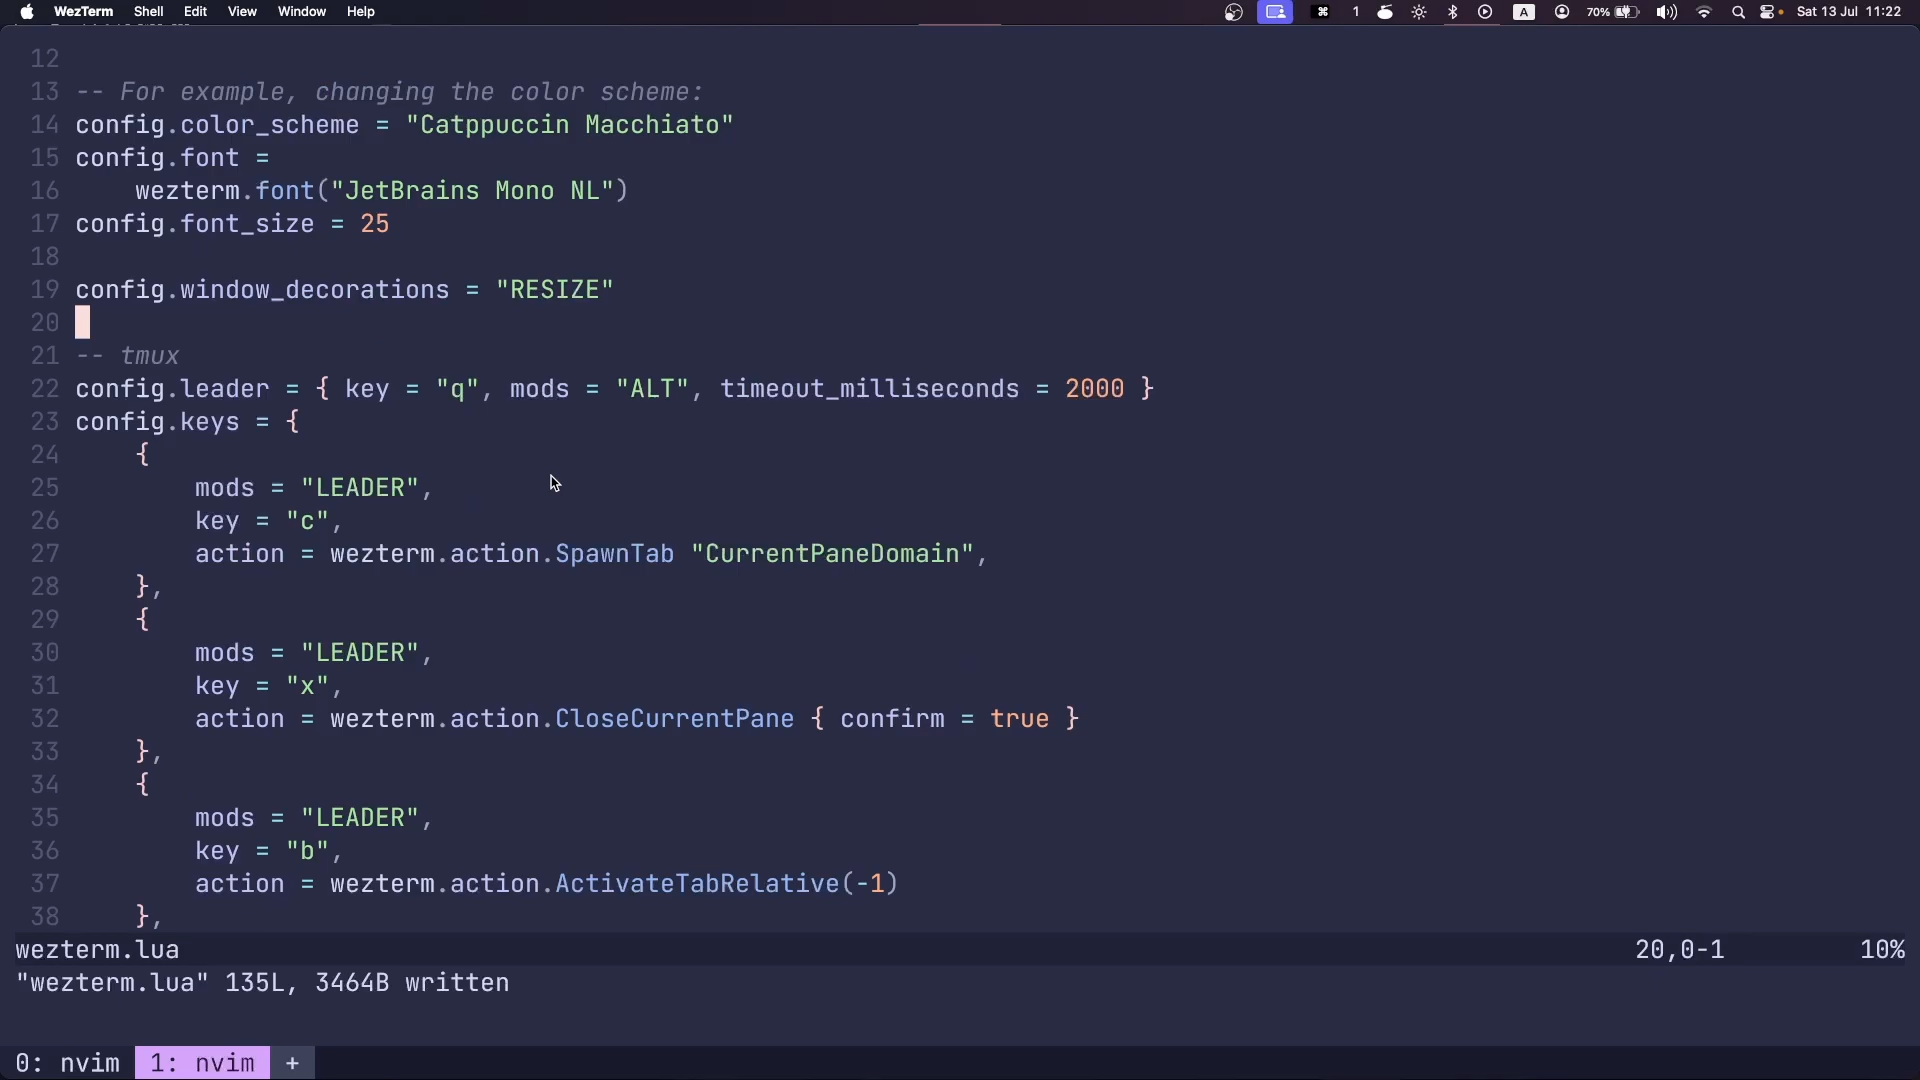 WezTerm Shell Edit View Window Help 1 A 70% Sat 13 Jul 11:22
12
13 -- For example, changing the color scheme:
14 config.color_scheme = "Catppuccin Macchiato"
15 config.font =
16 wezterm.font("JetBrains Mono NL")
17 config.font_size = 25
18
19 config.window_decorations = "RESIZE"
20
21 -- tmux
22 config.leader = { key = "q", mods = "ALT", timeout_milliseconds = 2000 }
23 config.keys = {
24 {
25 mods = "LEADER",
26 key = "c",
27 action = wezterm.action.SpawnTab "CurrentPaneDomain",
28 },
29 {
30 mods = "LEADER",
31 key = "x",
32 action = wezterm.action.CloseCurrentPane { confirm = true }
33 },
34 {
35 mods = "LEADER",
36 key = "b",
37 action = wezterm.action.ActivateTabRelative(-1)
38 },
wezterm.lua 20,0-1 10%
"wezterm.lua" 135L, 3464B written
0: nvim 1: nvim +